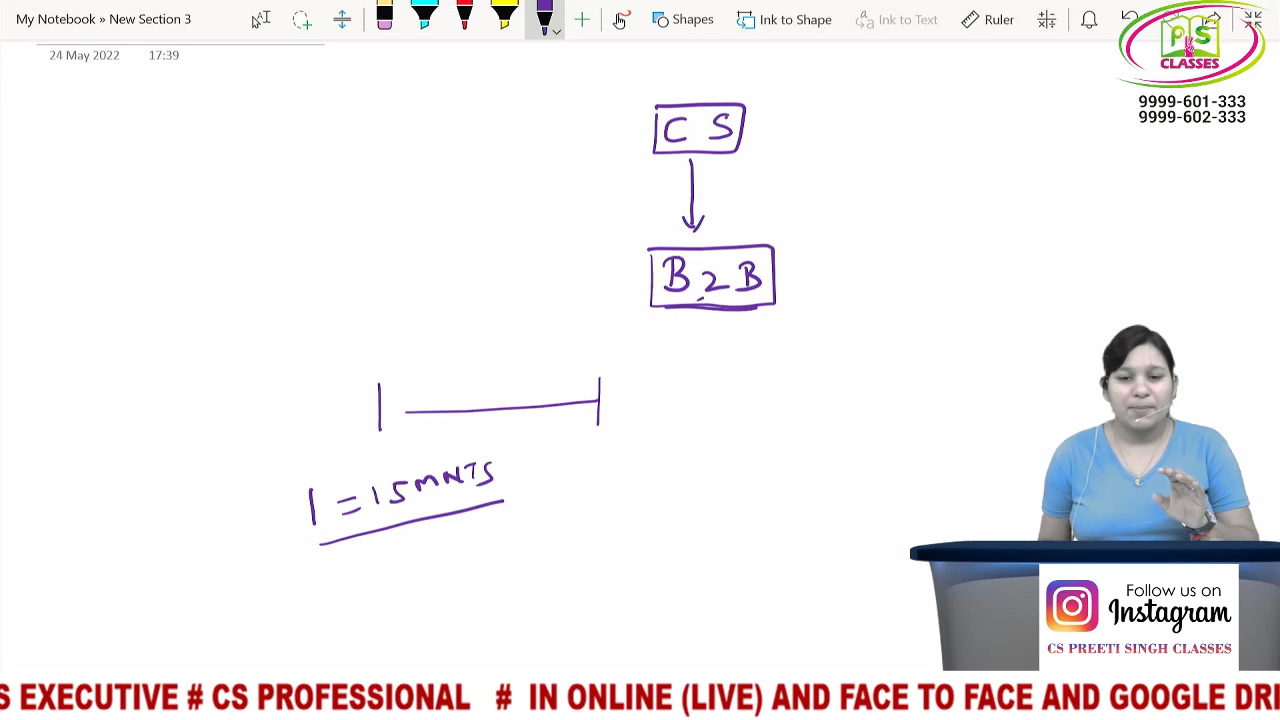 My Notebook » New Section 3
Shapes
Ink to Shape
Ink to Text
Ruler
24 May 2022 17:39
PS
CLASSES
9999-601-333
9999-602-333
C S
B2B
1 = 15 MNTS
Follow us on
Instagram
CS PREETI SINGH CLASSES
S EXECUTIVE # CS PROFESSIONAL # IN ONLINE (LIVE) AND FACE TO FACE AND GOOGLE DRI